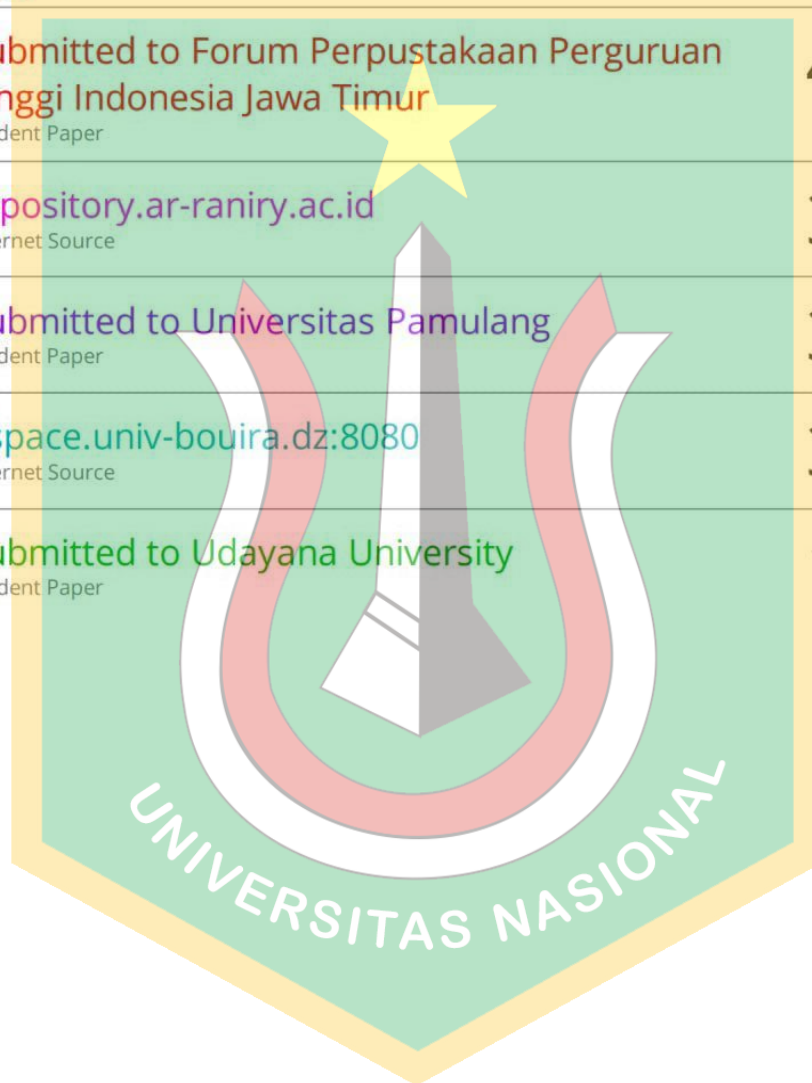 ubmitted to Forum Perpustakaan Perguruan
nggi Indonesia Jawa Timur
dent Paper
pository.ar-raniry.ac.id
ernet Source
ubmitted to Universitas Pamulang
dent Paper
space.univ-bouira.dz:8080
ernet Source
ubmitted to Udayana University
dent Paper
UNIVERSITAS NASIONAL